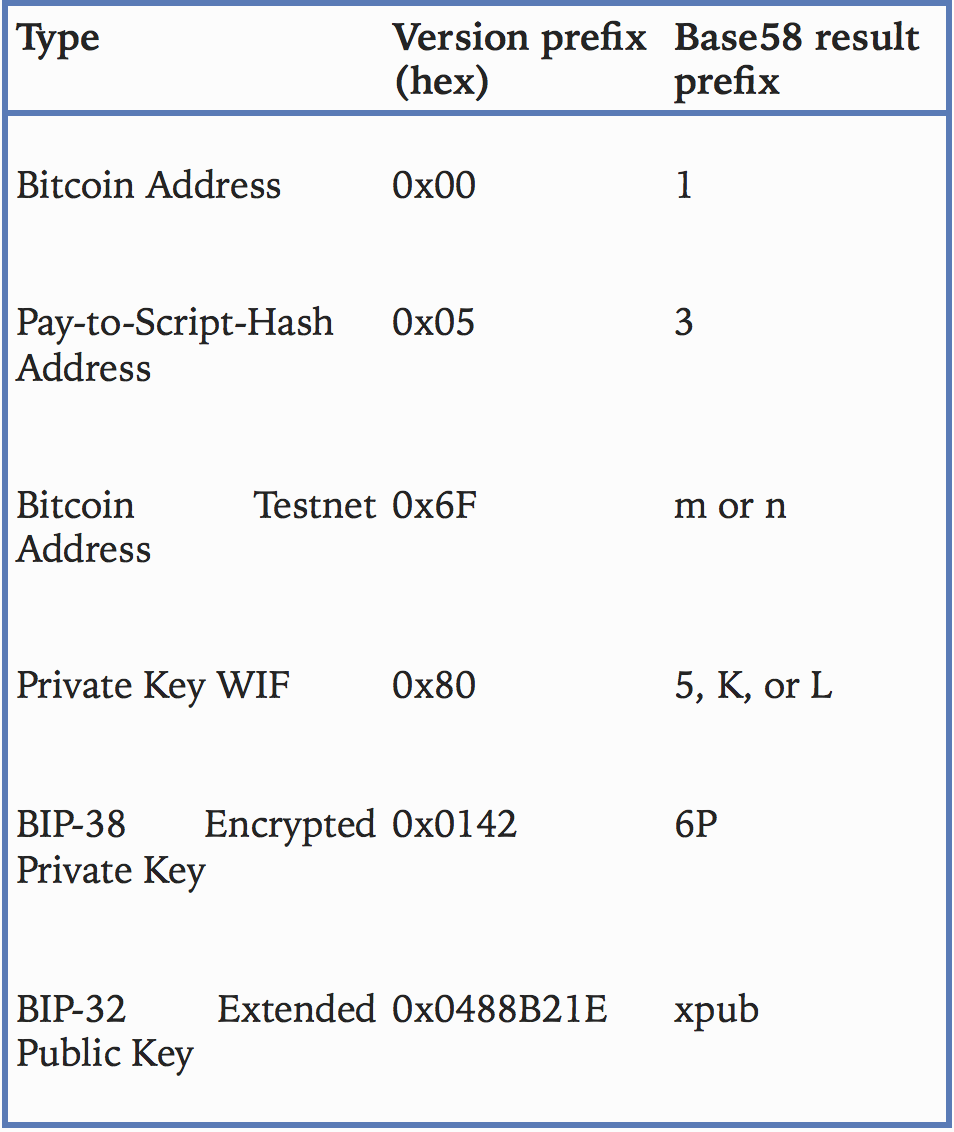 Type Version prefix (hex) Base58 result prefix
Bitcoin Address 0x00 1
Pay-to-Script-Hash Address 0x05 3
Bitcoin Testnet Address 0x6F m or n
Private Key WIF 0x80 5, K, or L
BIP-38 Encrypted Private Key 0x0142 6P
BIP-32 Extended Public Key 0x0488B21E xpub